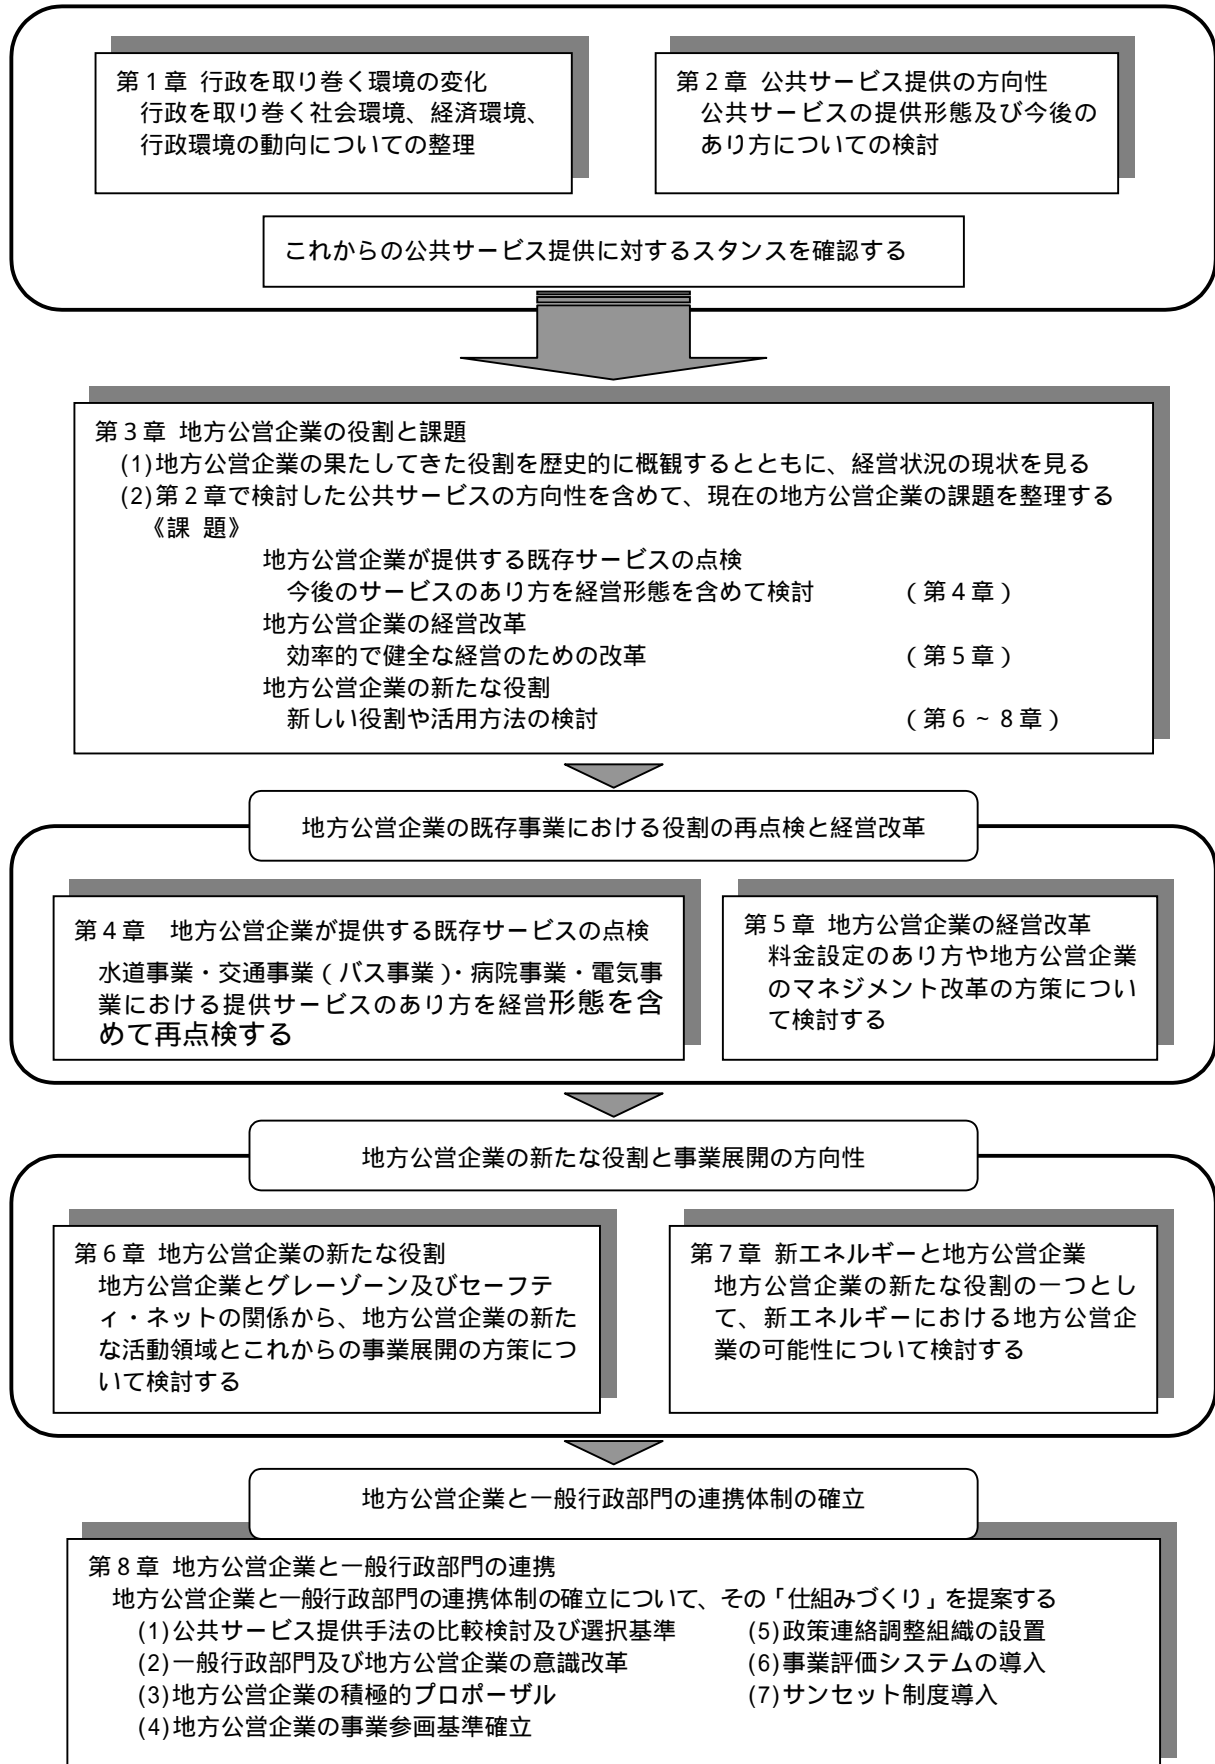 第１章 行政を取り巻く環境の変化
行政を取り巻く社会環境、経済環境、
行政環境の動向についての整理
第２章 公共サービス提供の方向性
公共サービスの提供形態及び今後の
あり方についての検討
これからの公共サービス提供に対するスタンスを確認する
第３章 地方公営企業の役割と課題
(1)地方公営企業の果たしてきた役割を歴史的に概観するとともに、経営状況の現状を見る
(2)第２章で検討した公共サービスの方向性を含めて、現在の地方公営企業の課題を整理する
《課 題》
地方公営企業が提供する既存サービスの点検
今後のサービスのあり方を経営形態を含めて検討 （第４章）
地方公営企業の経営改革
効率的で健全な経営のための改革 （第５章）
地方公営企業の新たな役割
新しい役割や活用方法の検討 （第６～８章）
地方公営企業の既存事業における役割の再点検と経営改革
第４章　地方公営企業が提供する既存サービスの点検
水道事業・交通事業（バス事業）・病院事業・電気事
業における提供サービスのあり方を経営形態を含
めて再点検する
第５章 地方公営企業の経営改革
料金設定のあり方や地方公営企業
のマネジメント改革の方策につい
て検討する
地方公営企業の新たな役割と事業展開の方向性
第６章 地方公営企業の新たな役割
地方公営企業とグレーゾーン及びセーフテ
ィ・ネットの関係から、地方公営企業の新た
な活動領域とこれからの事業展開の方策につ
いて検討する
第７章 新エネルギーと地方公営企業
地方公営企業の新たな役割の一つとし
て、新エネルギーにおける地方公営企
業の可能性について検討する
地方公営企業と一般行政部門の連携体制の確立
第８章 地方公営企業と一般行政部門の連携
地方公営企業と一般行政部門の連携体制の確立について、その「仕組みづくり」を提案する
(1)公共サービス提供手法の比較検討及び選択基準
(2)一般行政部門及び地方公営企業の意識改革
(3)地方公営企業の積極的プロポーザル
(4)地方公営企業の事業参画基準確立
(5)政策連絡調整組織の設置
(6)事業評価システムの導入
(7)サンセット制度導入